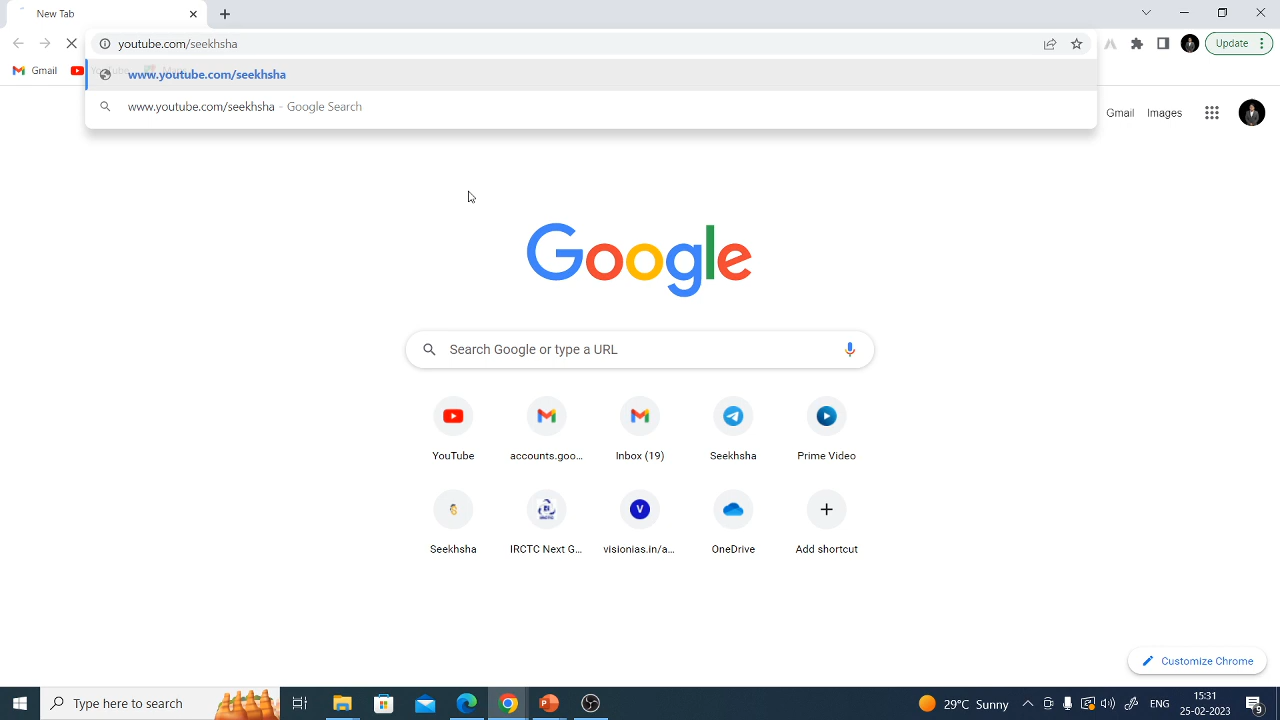 New Tab
youtube.com/seekhsha
Update
Gmail
www.youtube.com/seekhsha
www.youtube.com/seekhsha - Google Search
Gmail
Images
Google
Search Google or type a URL
YouTube
accounts.goo...
Inbox (19)
Seekhsha
Prime Video
Seekhsha
IRCTC Next G...
visionias.in/a...
OneDrive
Add shortcut
Customize Chrome
Type here to search
29°C Sunny
ENG
15:31
25-02-2023
9